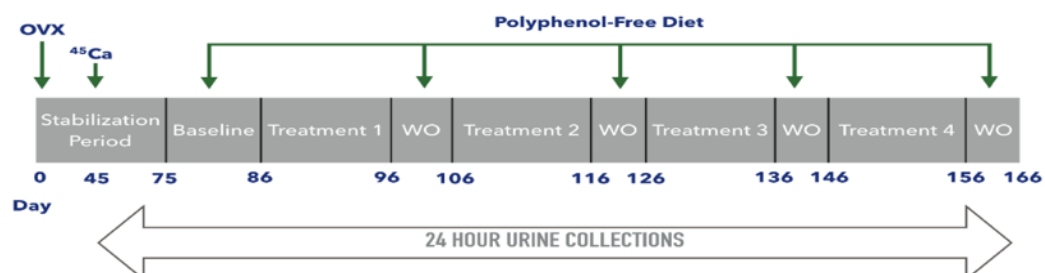 Polyphenol-Free Diet
OVX
⁴⁵Ca
Stabilization Period Baseline Treatment 1 WO Treatment 2 WO Treatment 3 WO Treatment 4 WO
0 45 75 86 96 106 116 126 136 146 156 166
Day
24 HOUR URINE COLLECTIONS